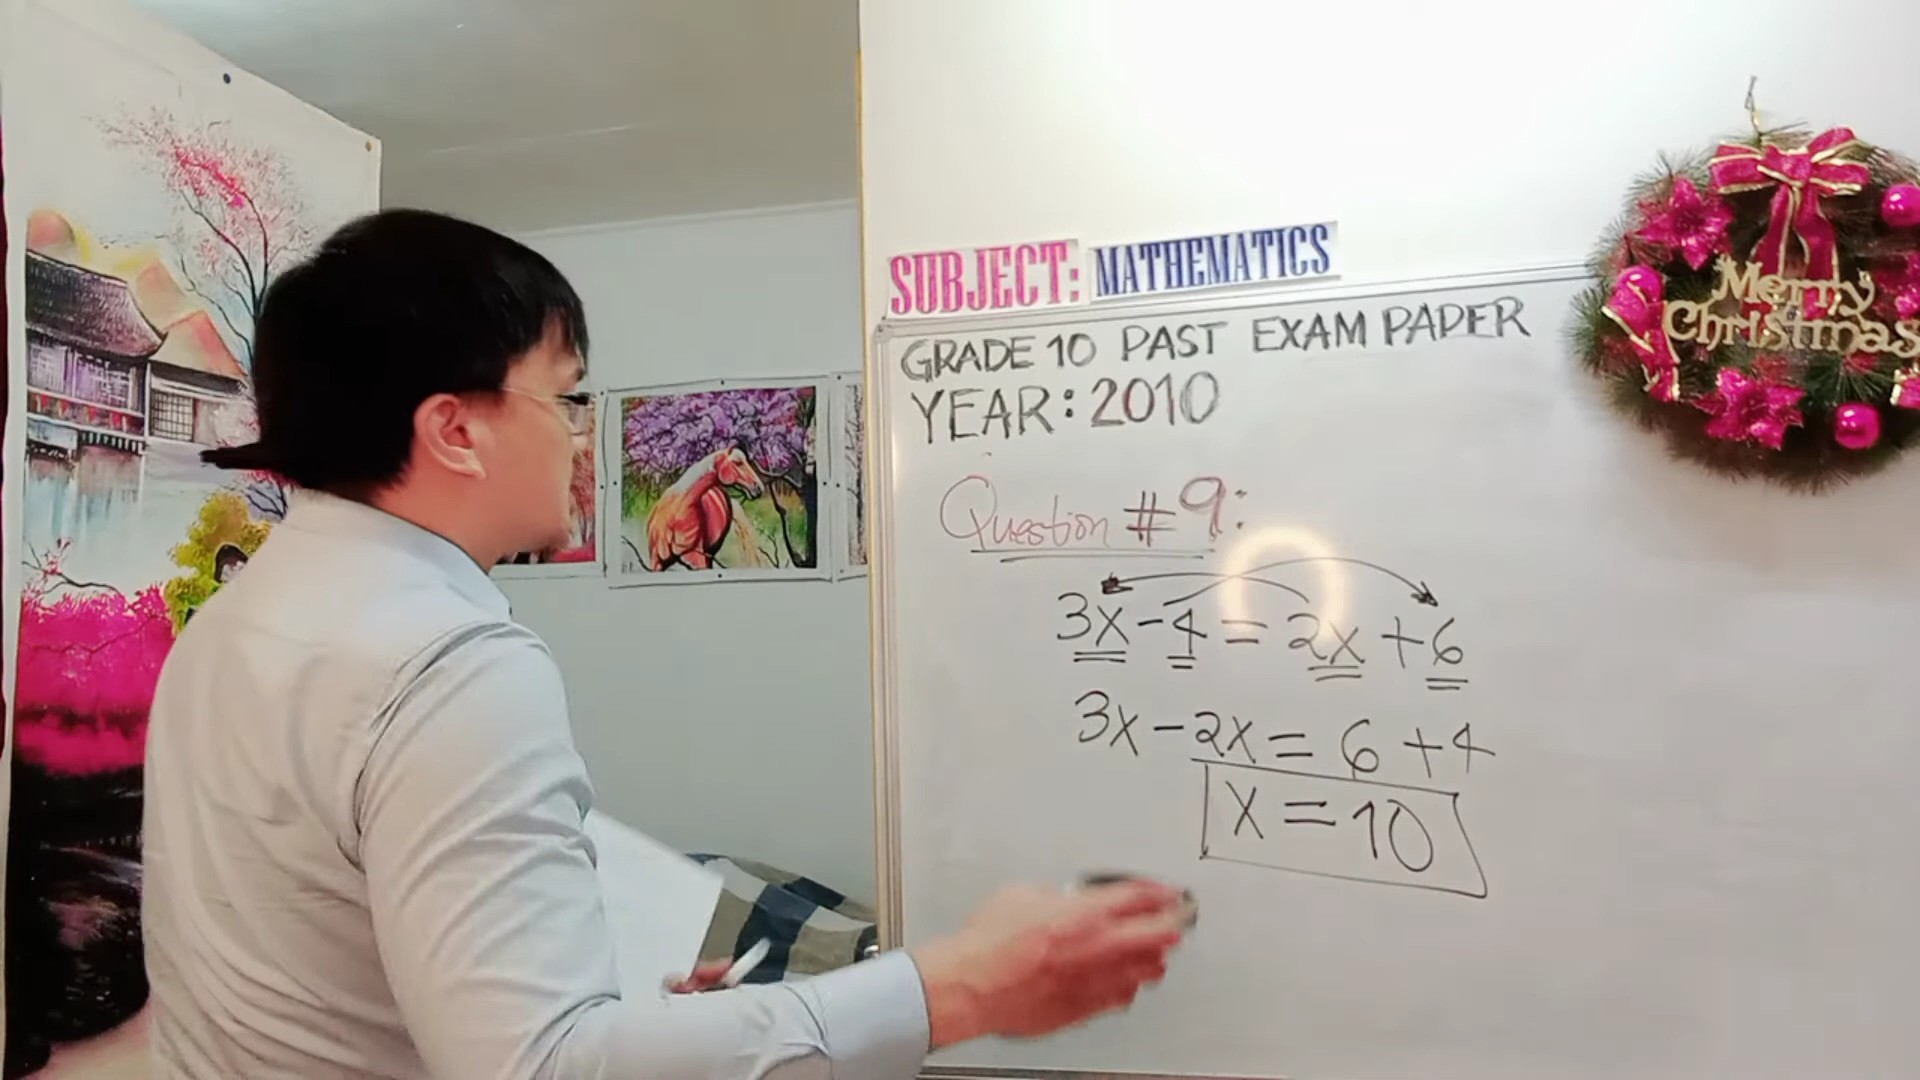 SUBJECT: MATHEMATICS
GRADE 10 PAST EXAM PAPER
YEAR: 2010
Question #9:
3x-4=2x+6
3x-2x=6+4
x=10
Merry
Christmas